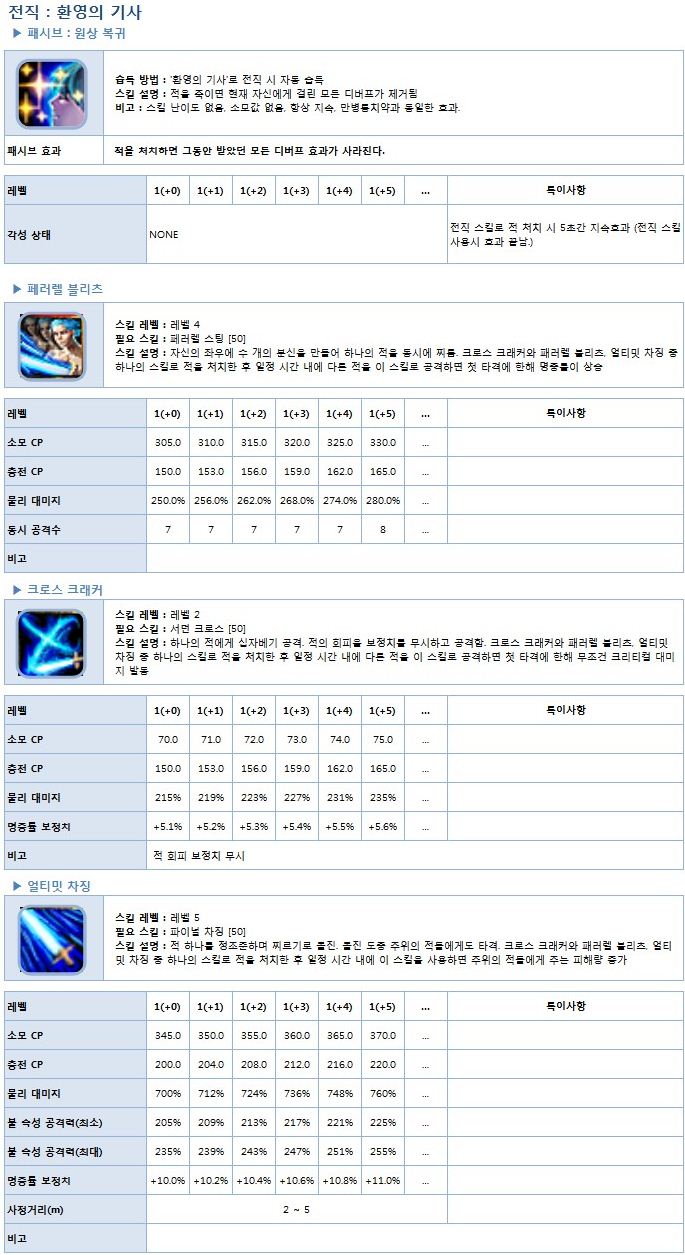 전직 : 환영의 기사
▶ 패시브 : 원상 복귀
습득 방법 : '환영의 기사'로 전직 시 자동 습득
스킬 설명 : 적을 죽이면 현재 자신에게 걸린 모든 디버프가 제거됨
비고 : 스킬 난이도 없음, 소모값 없음, 항상 지속, 만병통치약과 동일한 효과.
패시브 효과 적을 처치하면 그동안 받았던 모든 디버프 효과가 사라진다.
레벨 1(+0) 1(+1) 1(+2) 1(+3) 1(+4) 1(+5) ... 특이사항
각성 상태 NONE 전직 스킬로 적 처치 시 5초간 지속효과 (전직 스킬
사용시 효과 끝남.)
▶ 페러렐 블리츠
스킬 레벨 : 레벨 4
필요 스킬 : 페러렐 스팅 [50]
스킬 설명 : 자신의 좌우에 수 개의 분신을 만들어 하나의 적을 동시에 찌름. 크로스 크래커와 패러렐 블리츠, 얼티밋 차징 중
하나의 스킬로 적을 처치한 후 일정 시간 내에 다른 적을 이 스킬로 공격하면 첫 타격에 한해 명중률이 상승
레벨 1(+0) 1(+1) 1(+2) 1(+3) 1(+4) 1(+5) ... 특이사항
소모 CP 305.0 310.0 315.0 320.0 325.0 330.0 ...
충전 CP 150.0 153.0 156.0 159.0 162.0 165.0 ...
물리 대미지 250.0% 256.0% 262.0% 268.0% 274.0% 280.0% ...
동시 공격수 7 7 7 7 7 8 ...
비고
▶ 크로스 크래커
스킬 레벨 : 레벨 2
필요 스킬 : 서먼 크로스 [50]
스킬 설명 : 하나의 적에게 십자베기 공격. 적의 회피율 보정치를 무시하고 공격함. 크로스 크래커와 패러렐 블리츠, 얼티밋
차징 중 하나의 스킬로 적을 처치한 후 일정 시간 내에 다른 적을 이 스킬로 공격하면 첫 타격에 한해 무조건 크리티컬 대미
지 발동
레벨 1(+0) 1(+1) 1(+2) 1(+3) 1(+4) 1(+5) ... 특이사항
소모 CP 70.0 71.0 72.0 73.0 74.0 75.0 ...
충전 CP 150.0 153.0 156.0 159.0 162.0 165.0 ...
물리 대미지 215% 219% 223% 227% 231% 235% ...
명중률 보정치 +5.1% +5.2% +5.3% +5.4% +5.5% +5.6% ...
비고 적 회피 보정치 무시
▶ 얼티밋 차징
스킬 레벨 : 레벨 5
필요 스킬 : 파이널 차징 [50]
스킬 설명 : 적 하나를 정조준하며 찌르기로 돌진. 돌진 도중 주위의 적들에게도 타격. 크로스 크래커와 패러렐 블리츠, 얼티
밋 차징 중 하나의 스킬로 적을 처치한 후 일정 시간 내에 이 스킬을 사용하면 주위의 적들에게 주는 피해량 증가
레벨 1(+0) 1(+1) 1(+2) 1(+3) 1(+4) 1(+5) ... 특이사항
소모 CP 345.0 350.0 355.0 360.0 365.0 370.0 ...
충전 CP 200.0 204.0 208.0 212.0 216.0 220.0 ...
물리 대미지 700% 712% 724% 736% 748% 760% ...
불 속성 공격력(최소) 205% 209% 213% 217% 221% 225% ...
불 속성 공격력(최대) 235% 239% 243% 247% 251% 255% ...
명중률 보정치 +10.0% +10.2% +10.4% +10.6% +10.8% +11.0% ...
사정거리(m) 2 ~ 5
비고